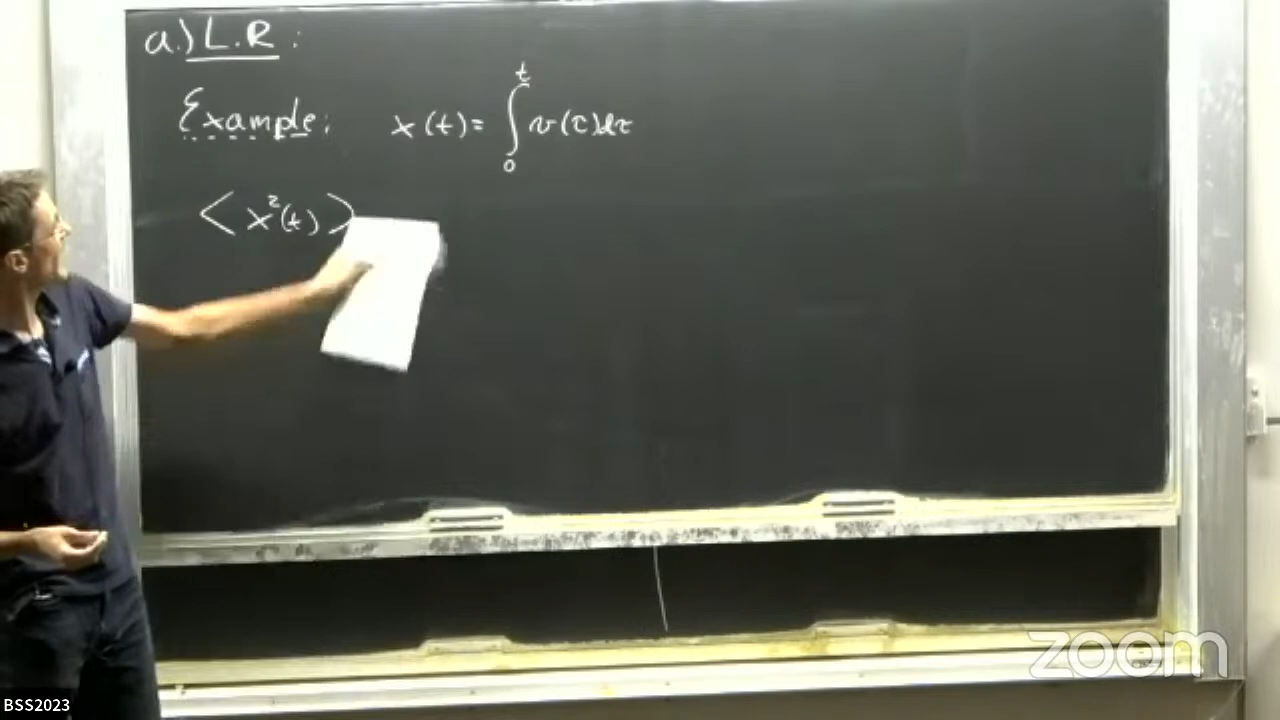 a.) L.R :
Example: x(t) = ∫₀ᵗ v(τ)dτ
<x²(t)>
zoom
BSS2023